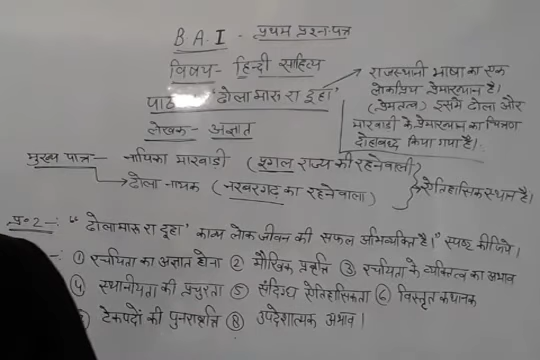 B.A.I - प्रथम प्रश्न-पत्र
विषय- हिन्दी साहित्य
पाठ 'ढोला मारू रा दूहा'
लेखक- अज्ञात
राजस्थानी भाषा का एक
लोकप्रिय प्रेमाख्यान है।
(प्रेमतत्व) इसमें ढोला और
मारवाडी के प्रेमाख्यान का चित्रण
दोहाबद्ध किया गया है।
मुख्य पात्र- नायिका मारवाड़ी (पूगल राज्य की रहनेवाली)
ढोला-नायक (नरवरगढ़ का रहने वाला)
ऐतिहासिक स्थान है।
प्र०2-: "ढोला मारू रा दूहा' काव्य लोक जीवन की सफल अभिव्यक्ति है।" स्पष्ट कीजिये।
-: ① रचयिता का अज्ञात होना ② मौखिक प्रवृत्ति ③ रचयिता के व्यक्तित्व का अभाव
④ स्थानीयता की प्रचुरता ⑤ संदिग्ध ऐतिहासिकता ⑥ विस्तृत कथानक
टेकपदों की पुनरावृत्ति ⑧ उपदेशात्मक अभाव।